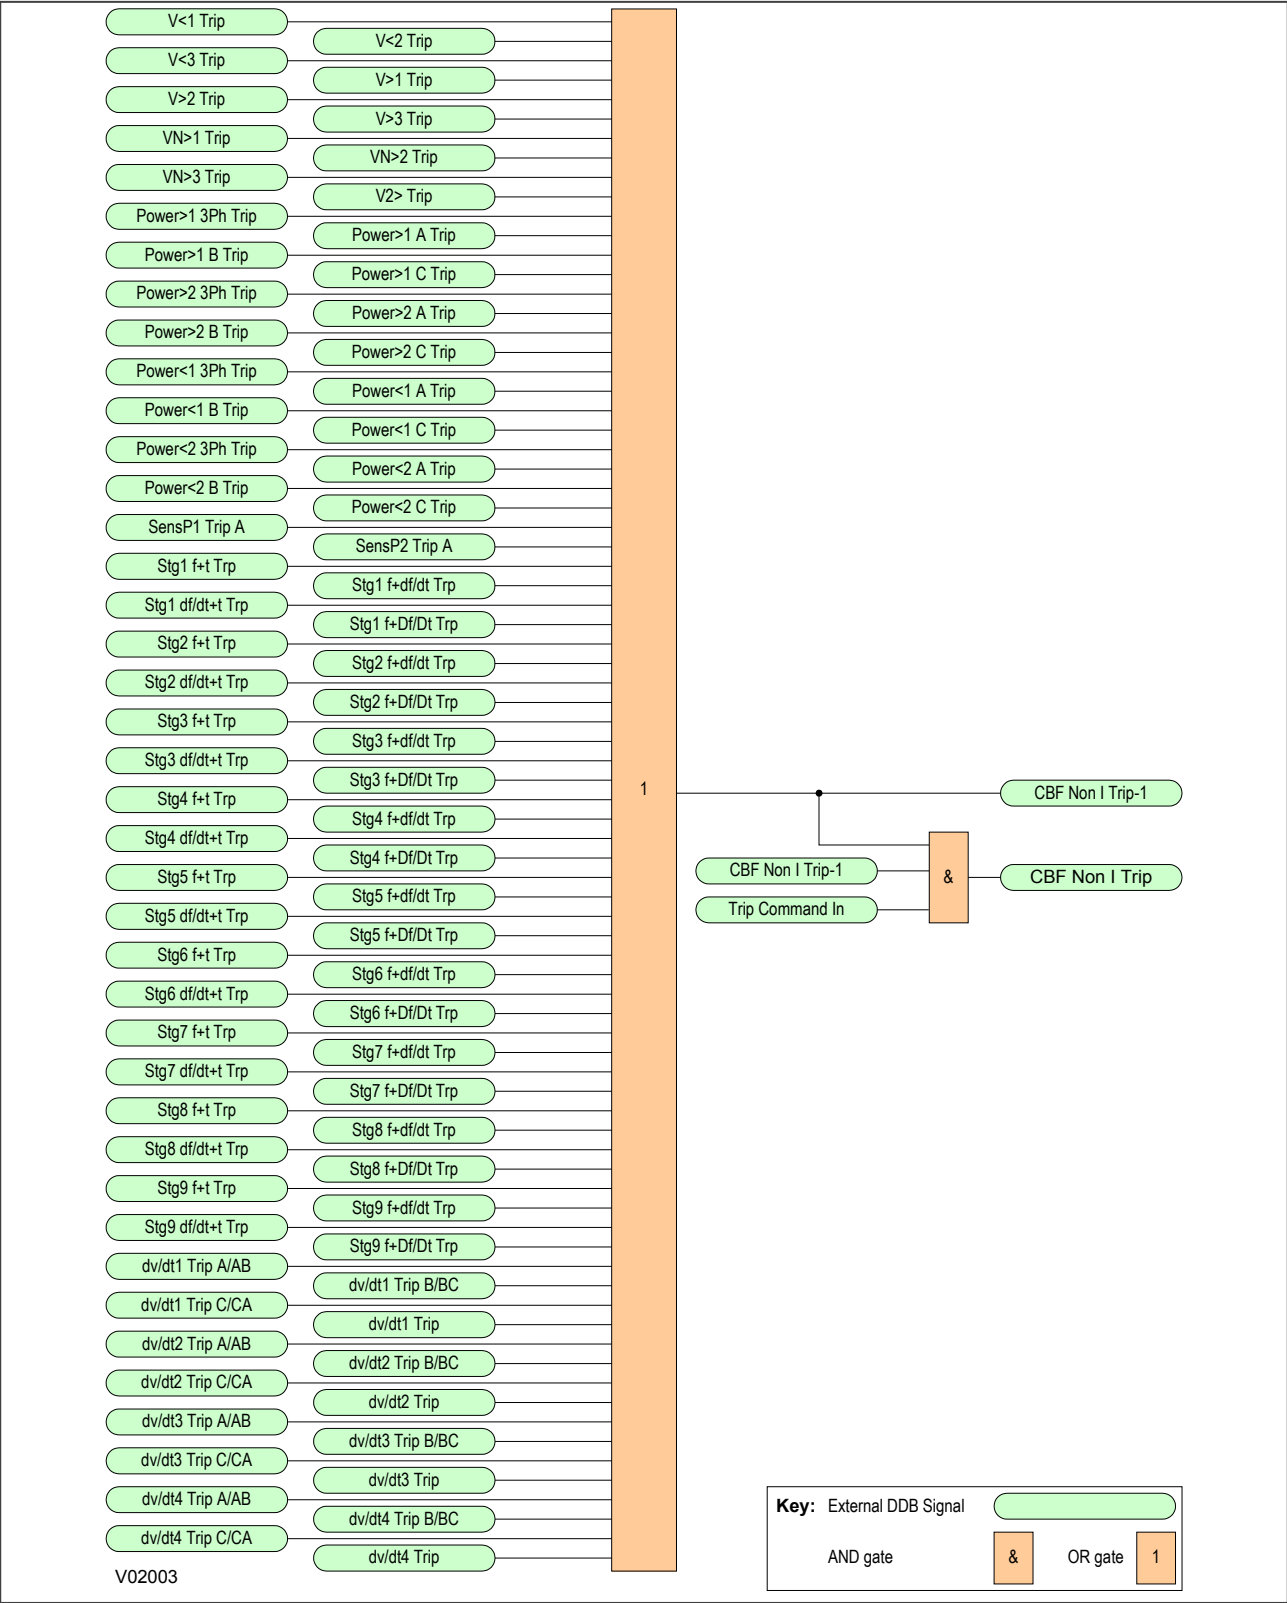 V<1 Trip
V<2 Trip
V<3 Trip
V>1 Trip
V>2 Trip
V>3 Trip
VN>1 Trip
VN>2 Trip
VN>3 Trip
V2> Trip
Power>1 3Ph Trip
Power>1 A Trip
Power>1 B Trip
Power>1 C Trip
Power>2 3Ph Trip
Power>2 A Trip
Power>2 B Trip
Power>2 C Trip
Power<1 3Ph Trip
Power<1 A Trip
Power<1 B Trip
Power<1 C Trip
Power<2 3Ph Trip
Power<2 A Trip
Power<2 B Trip
Power<2 C Trip
SensP1 Trip A
SensP2 Trip A
Stg1 f+t Trp
Stg1 f+df/dt Trp
Stg1 df/dt+t Trp
Stg1 f+Df/Dt Trp
Stg2 f+t Trp
Stg2 f+df/dt Trp
Stg2 df/dt+t Trp
Stg2 f+Df/Dt Trp
Stg3 f+t Trp
Stg3 f+df/dt Trp
Stg3 df/dt+t Trp
Stg3 f+Df/Dt Trp
1
CBF Non I Trip-1
Stg4 f+t Trp
Stg4 f+df/dt Trp
Stg4 df/dt+t Trp
Stg4 f+Df/Dt Trp
CBF Non I Trip-1
&
CBF Non I Trip
Stg5 f+t Trp
Stg5 f+df/dt Trp
Trip Command In
Stg5 df/dt+t Trp
Stg5 f+Df/Dt Trp
Stg6 f+t Trp
Stg6 f+df/dt Trp
Stg6 df/dt+t Trp
Stg6 f+Df/Dt Trp
Stg7 f+t Trp
Stg7 f+df/dt Trp
Stg7 df/dt+t Trp
Stg7 f+Df/Dt Trp
Stg8 f+t Trp
Stg8 f+df/dt Trp
Stg8 df/dt+t Trp
Stg8 f+Df/Dt Trp
Stg9 f+t Trp
Stg9 f+df/dt Trp
Stg9 df/dt+t Trp
Stg9 f+Df/Dt Trp
dv/dt1 Trip A/AB
dv/dt1 Trip B/BC
dv/dt1 Trip C/CA
dv/dt1 Trip
dv/dt2 Trip A/AB
dv/dt2 Trip B/BC
dv/dt2 Trip C/CA
dv/dt2 Trip
dv/dt3 Trip A/AB
dv/dt3 Trip B/BC
dv/dt3 Trip C/CA
dv/dt3 Trip
dv/dt4 Trip A/AB
dv/dt4 Trip B/BC
dv/dt4 Trip C/CA
dv/dt4 Trip
Key: External DDB Signal
AND gate & OR gate 1
V02003